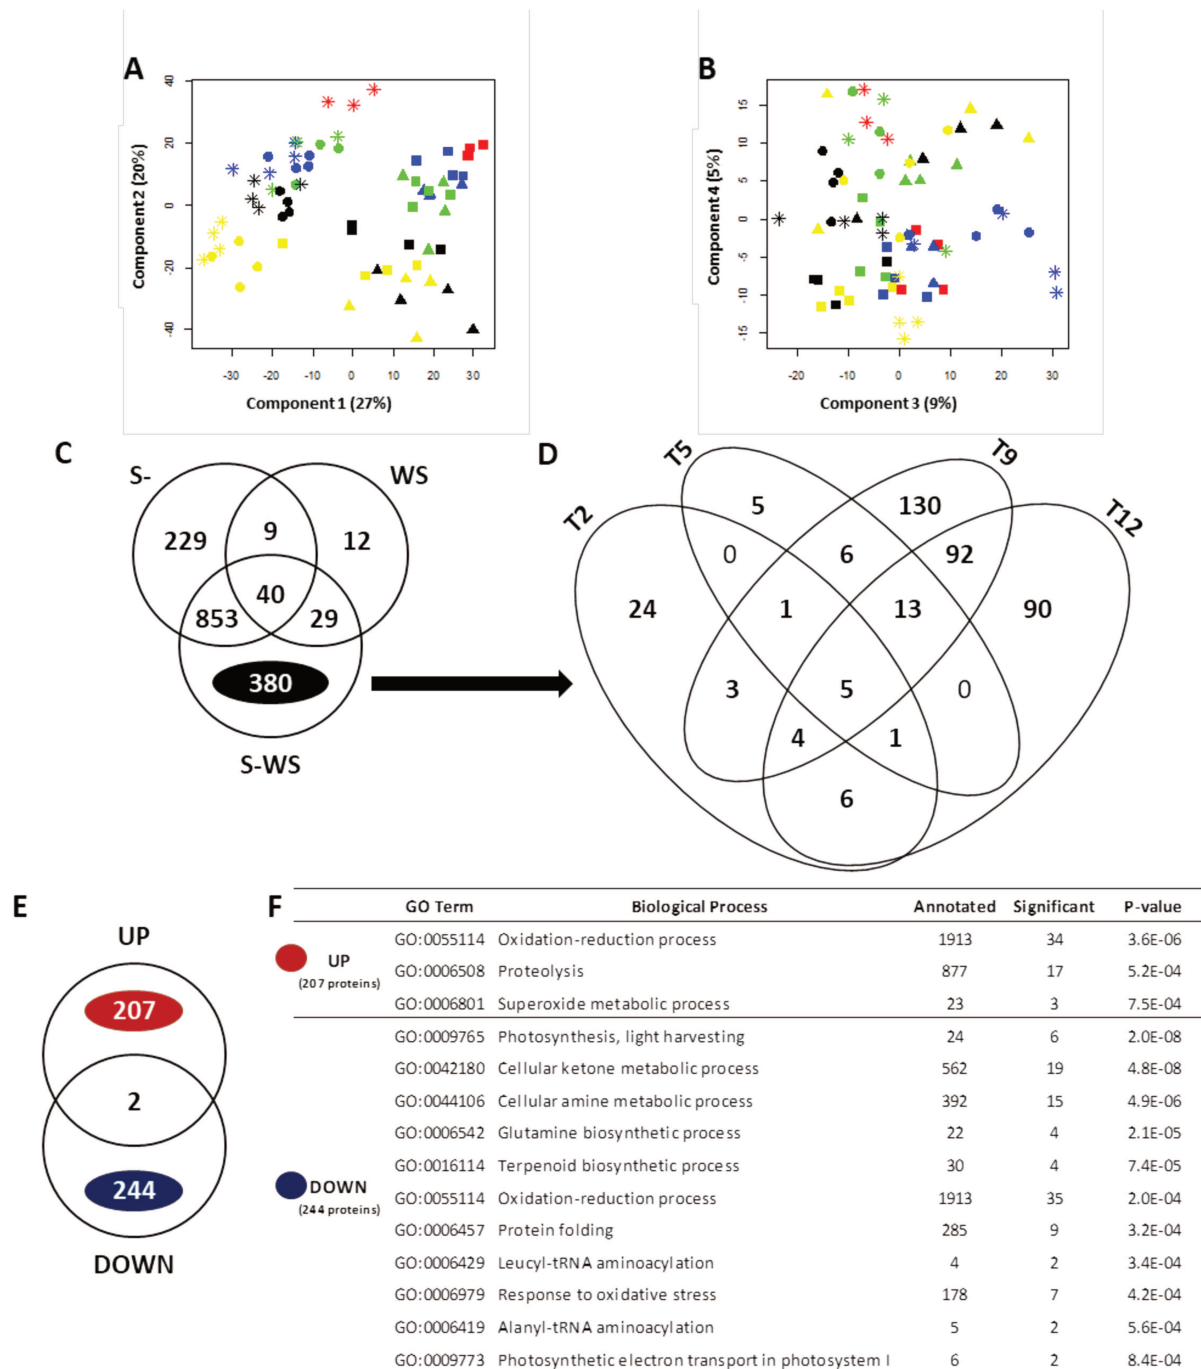 A
40
20
0
-20
-40
-30
-20
-10
0
10
20
30
Component 2 (20%)
Component 1 (27%)
B
15
10
5
0
-5
-10
-15
-20
-10
0
10
20
30
Component 4 (5%)
Component 3 (9%)
C
S-
WS
229
9
12
40
853
29
380
S-WS
D
T2
T5
T9
T12
5
130
0
6
92
24
1
13
90
3
5
0
4
1
6
E
UP
207
2
244
DOWN
F
GO Term Biological Process Annotated Significant P-value
UP
(207 proteins)
GO:0055114 Oxidation-reduction process 1913 34 3.6E-06
GO:0006508 Proteolysis 877 17 5.2E-04
GO:0006801 Superoxide metabolic process 23 3 7.5E-04
DOWN
(244 proteins)
GO:0009765 Photosynthesis, light harvesting 24 6 2.0E-08
GO:0042180 Cellular ketone metabolic process 562 19 4.8E-08
GO:0044106 Cellular amine metabolic process 392 15 4.9E-06
GO:0006542 Glutamine biosynthetic process 22 4 2.1E-05
GO:0016114 Terpenoid biosynthetic process 30 4 7.4E-05
GO:0055114 Oxidation-reduction process 1913 35 2.0E-04
GO:0006457 Protein folding 285 9 3.2E-04
GO:0006429 Leucyl-tRNA aminoacylation 4 2 3.4E-04
GO:0006979 Response to oxidative stress 178 7 4.2E-04
GO:0006419 Alanyl-tRNA aminoacylation 5 2 5.6E-04
GO:0009773 Photosynthetic electron transport in photosystem I 6 2 8.4E-04